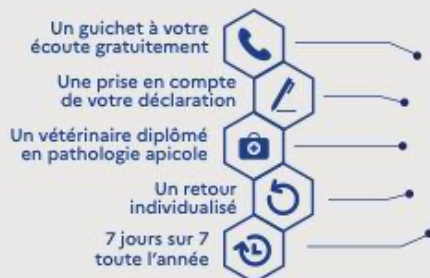 Un guichet à votre
écoute gratuitement
Une prise en compte
de votre déclaration
Un vétérinaire diplômé
en pathologie apicole
Un retour
individualisé
7 jours sur 7
toute l'année